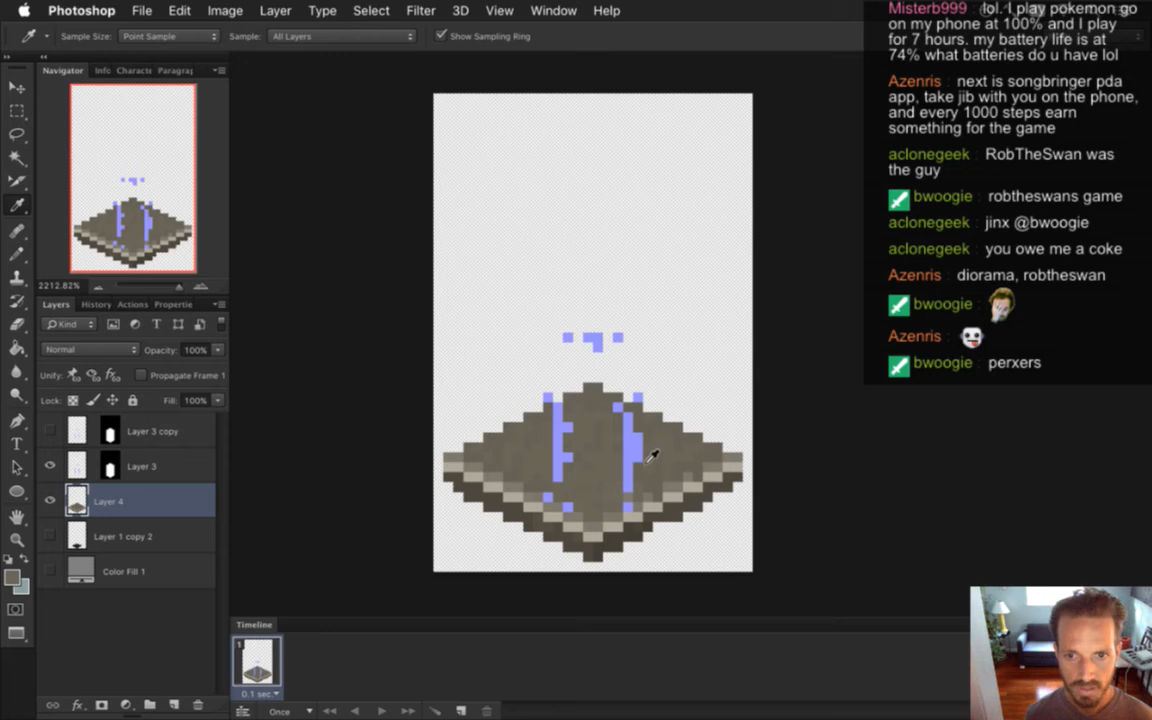 Photoshop File Edit Image Layer Type Select Filter 3D View Window Help
Sample Size: Point Sample Sample: All Layers Show Sampling Ring
Navigator Info Characte Paragraj
2212.82%
Layers History Actions Propertie
Kind
Normal Opacity: 100%
Unify: Propagate Frame 1
Lock: Fill: 100%
Layer 3 copy
Layer 3
Layer 4
Layer 1 copy 2
Color Fill 1
Timeline
1
0.1 sec.
Once
Misterb999 : lol. I play pokemon go
on my phone at 100% and I play
for 7 hours. my battery life is at
74% what batteries do u have lol
Azenris : next is songbringer pda
app, take jib with you on the phone,
and every 1000 steps earn
something for the game
aclonegeek : RobTheSwan was
the guy
bwoogie : robtheswans game
aclonegeek : jinx @bwoogie
aclonegeek : you owe me a coke
Azenris : diorama, robtheswan
bwoogie :
Azenris :
bwoogie : perxers